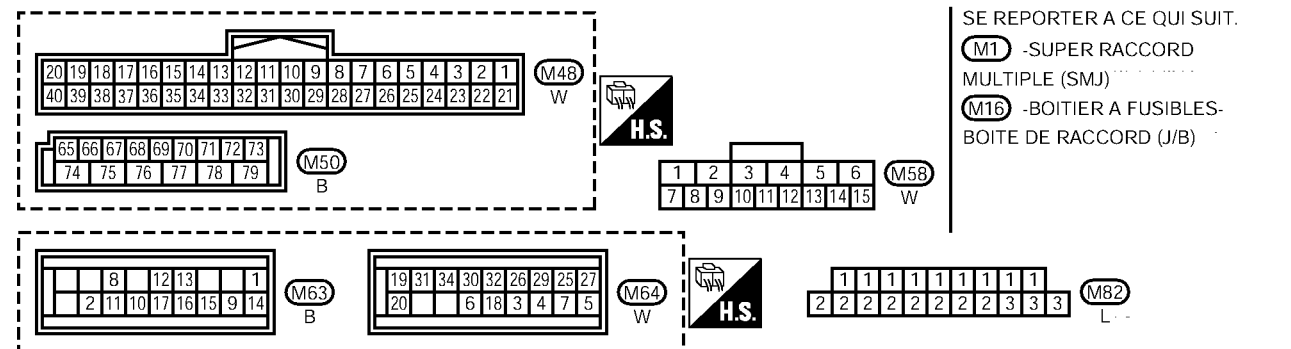 20 19 18 17 16 15 14 13 12 11 10 9 8 7 6 5 4 3 2 1
40 39 38 37 36 35 34 33 32 31 30 29 28 27 26 25 24 23 22 21
M48
W
H.S.
65 66 67 68 69 70 71 72 73
74 75 76 77 78 79
M50
B
1 2 3 4 5 6
7 8 9 10 11 12 13 14 15
M58
W
SE REPORTER A CE QUI SUIT.
M1 -SUPER RACCORD
MULTIPLE (SMJ)
M16 -BOITIER A FUSIBLES-
BOITE DE RACCORD (J/B)
8 12 13 1
2 11 10 17 16 15 9 14
M63
B
19 31 34 30 32 26 29 25 27
20 6 18 3 4 7 5
M64
W
H.S.
1 1 1 1 1 1 1 1 1
2 2 2 2 2 2 2 2 3 3 3
M82
L